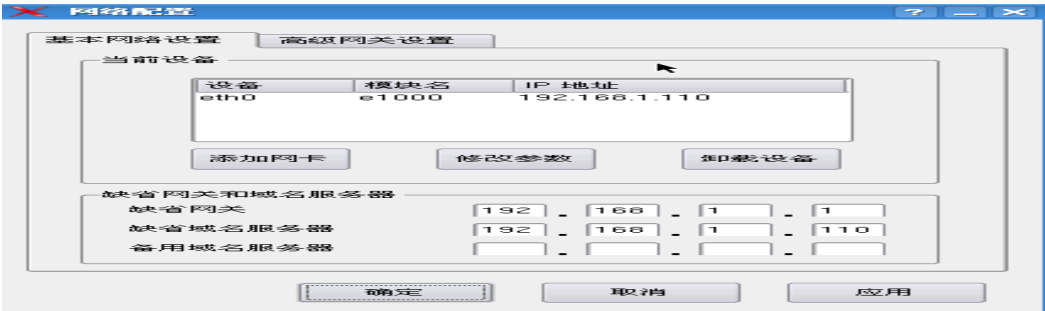 网络配置
基本网络设置 高级网关设置
当前设备
设备 模块名 IP 地址
eth0 e1000 192.168.1.110
添加网卡 修改参数 卸载设备
缺省网关和域名服务器
缺省网关 192 . 168 . 1 . 1
缺省域名服务器 192 . 168 . 1 . 110
备用域名服务器 . . .
确定 取消 应用